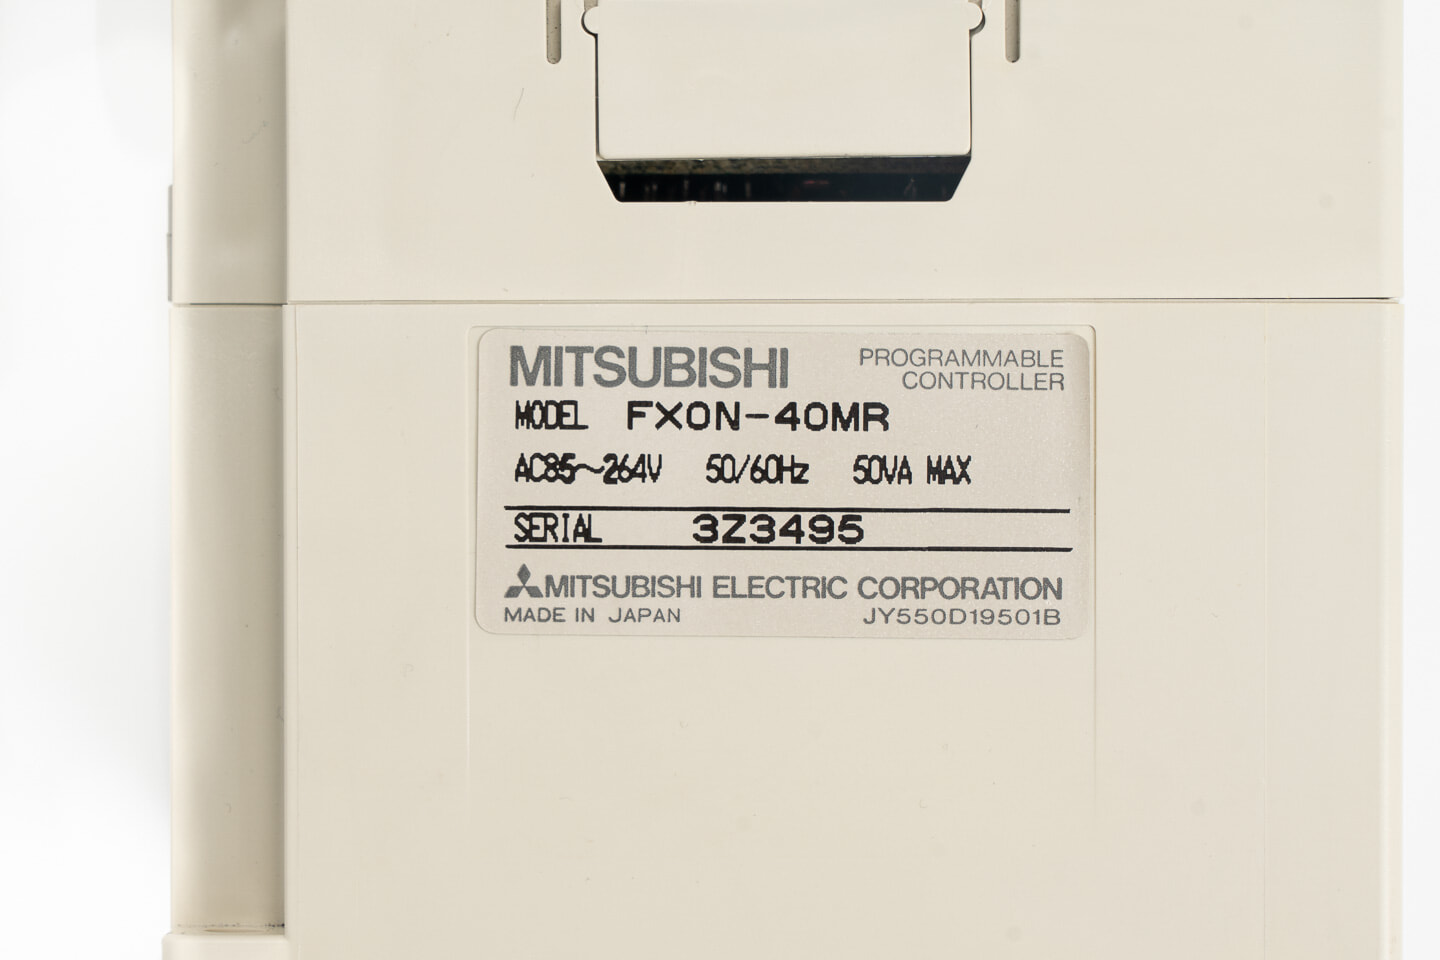 MITSUBISHI
PROGRAMMABLE
CONTROLLER
MODEL FX0N-40MR
AC85~264V 50/60Hz 50VA MAX
SERIAL 3Z3495
MITSUBISHI ELECTRIC CORPORATION
MADE IN JAPAN JY550D19501B